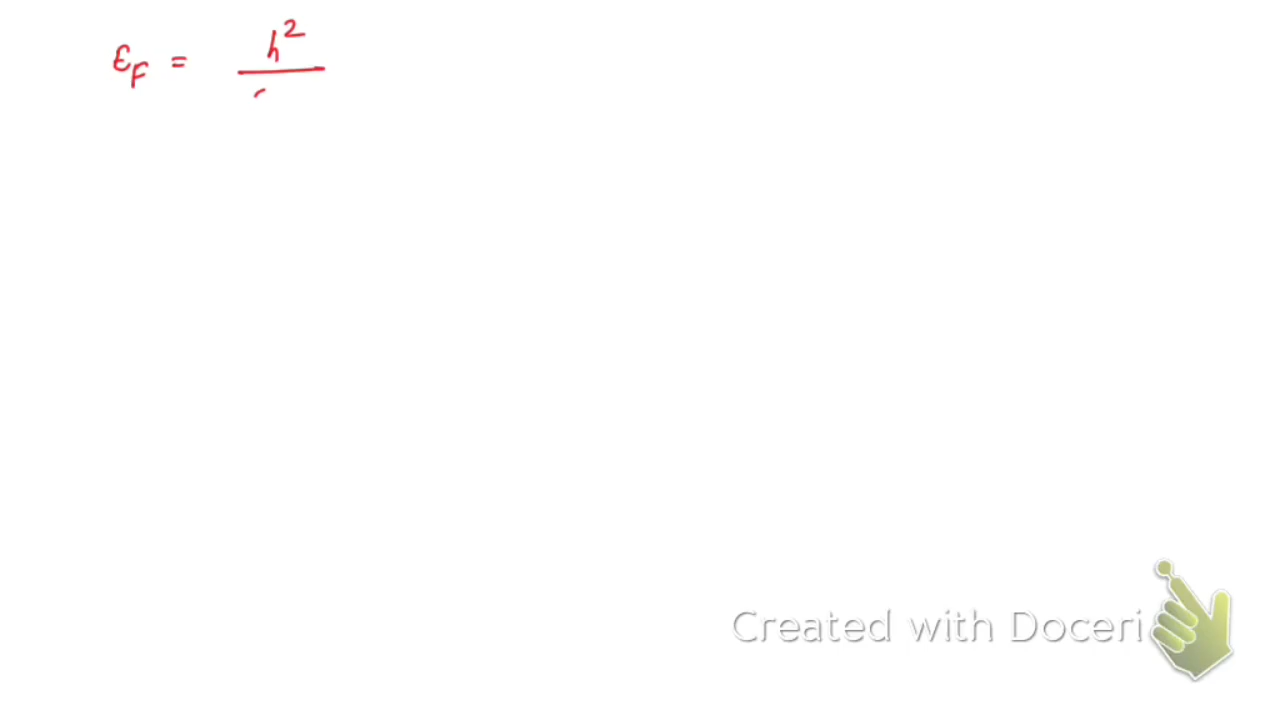 ε_F = h²/
Created with Doceri